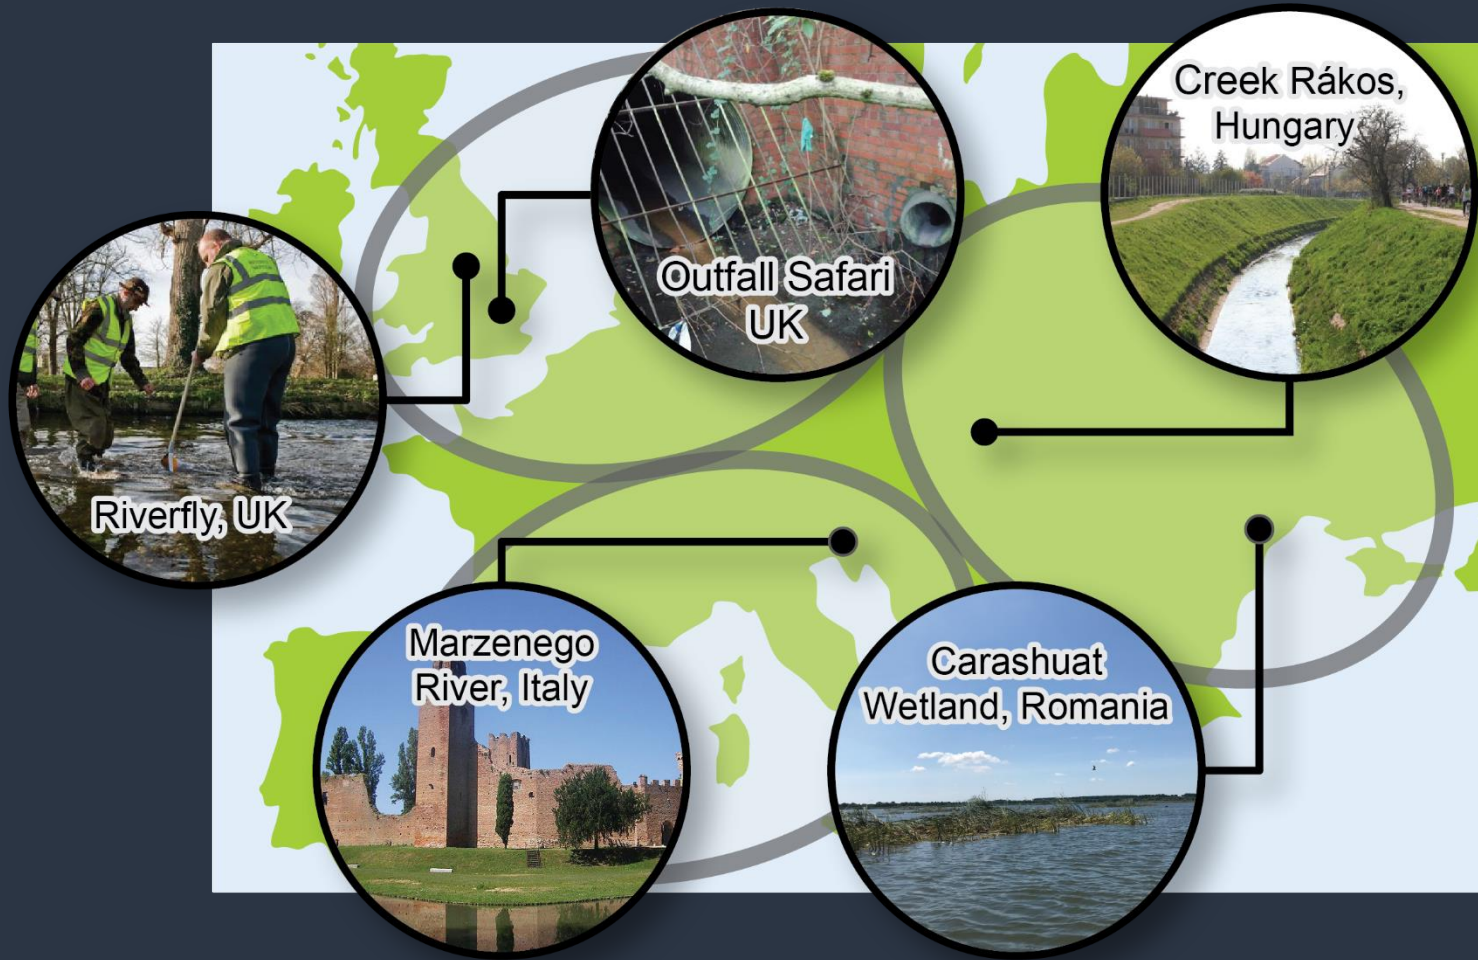 Creek Rákos,
Hungary
Outfall Safari
UK
Riverfly, UK
Marzenego
River, Italy
Carashuat
Wetland, Romania